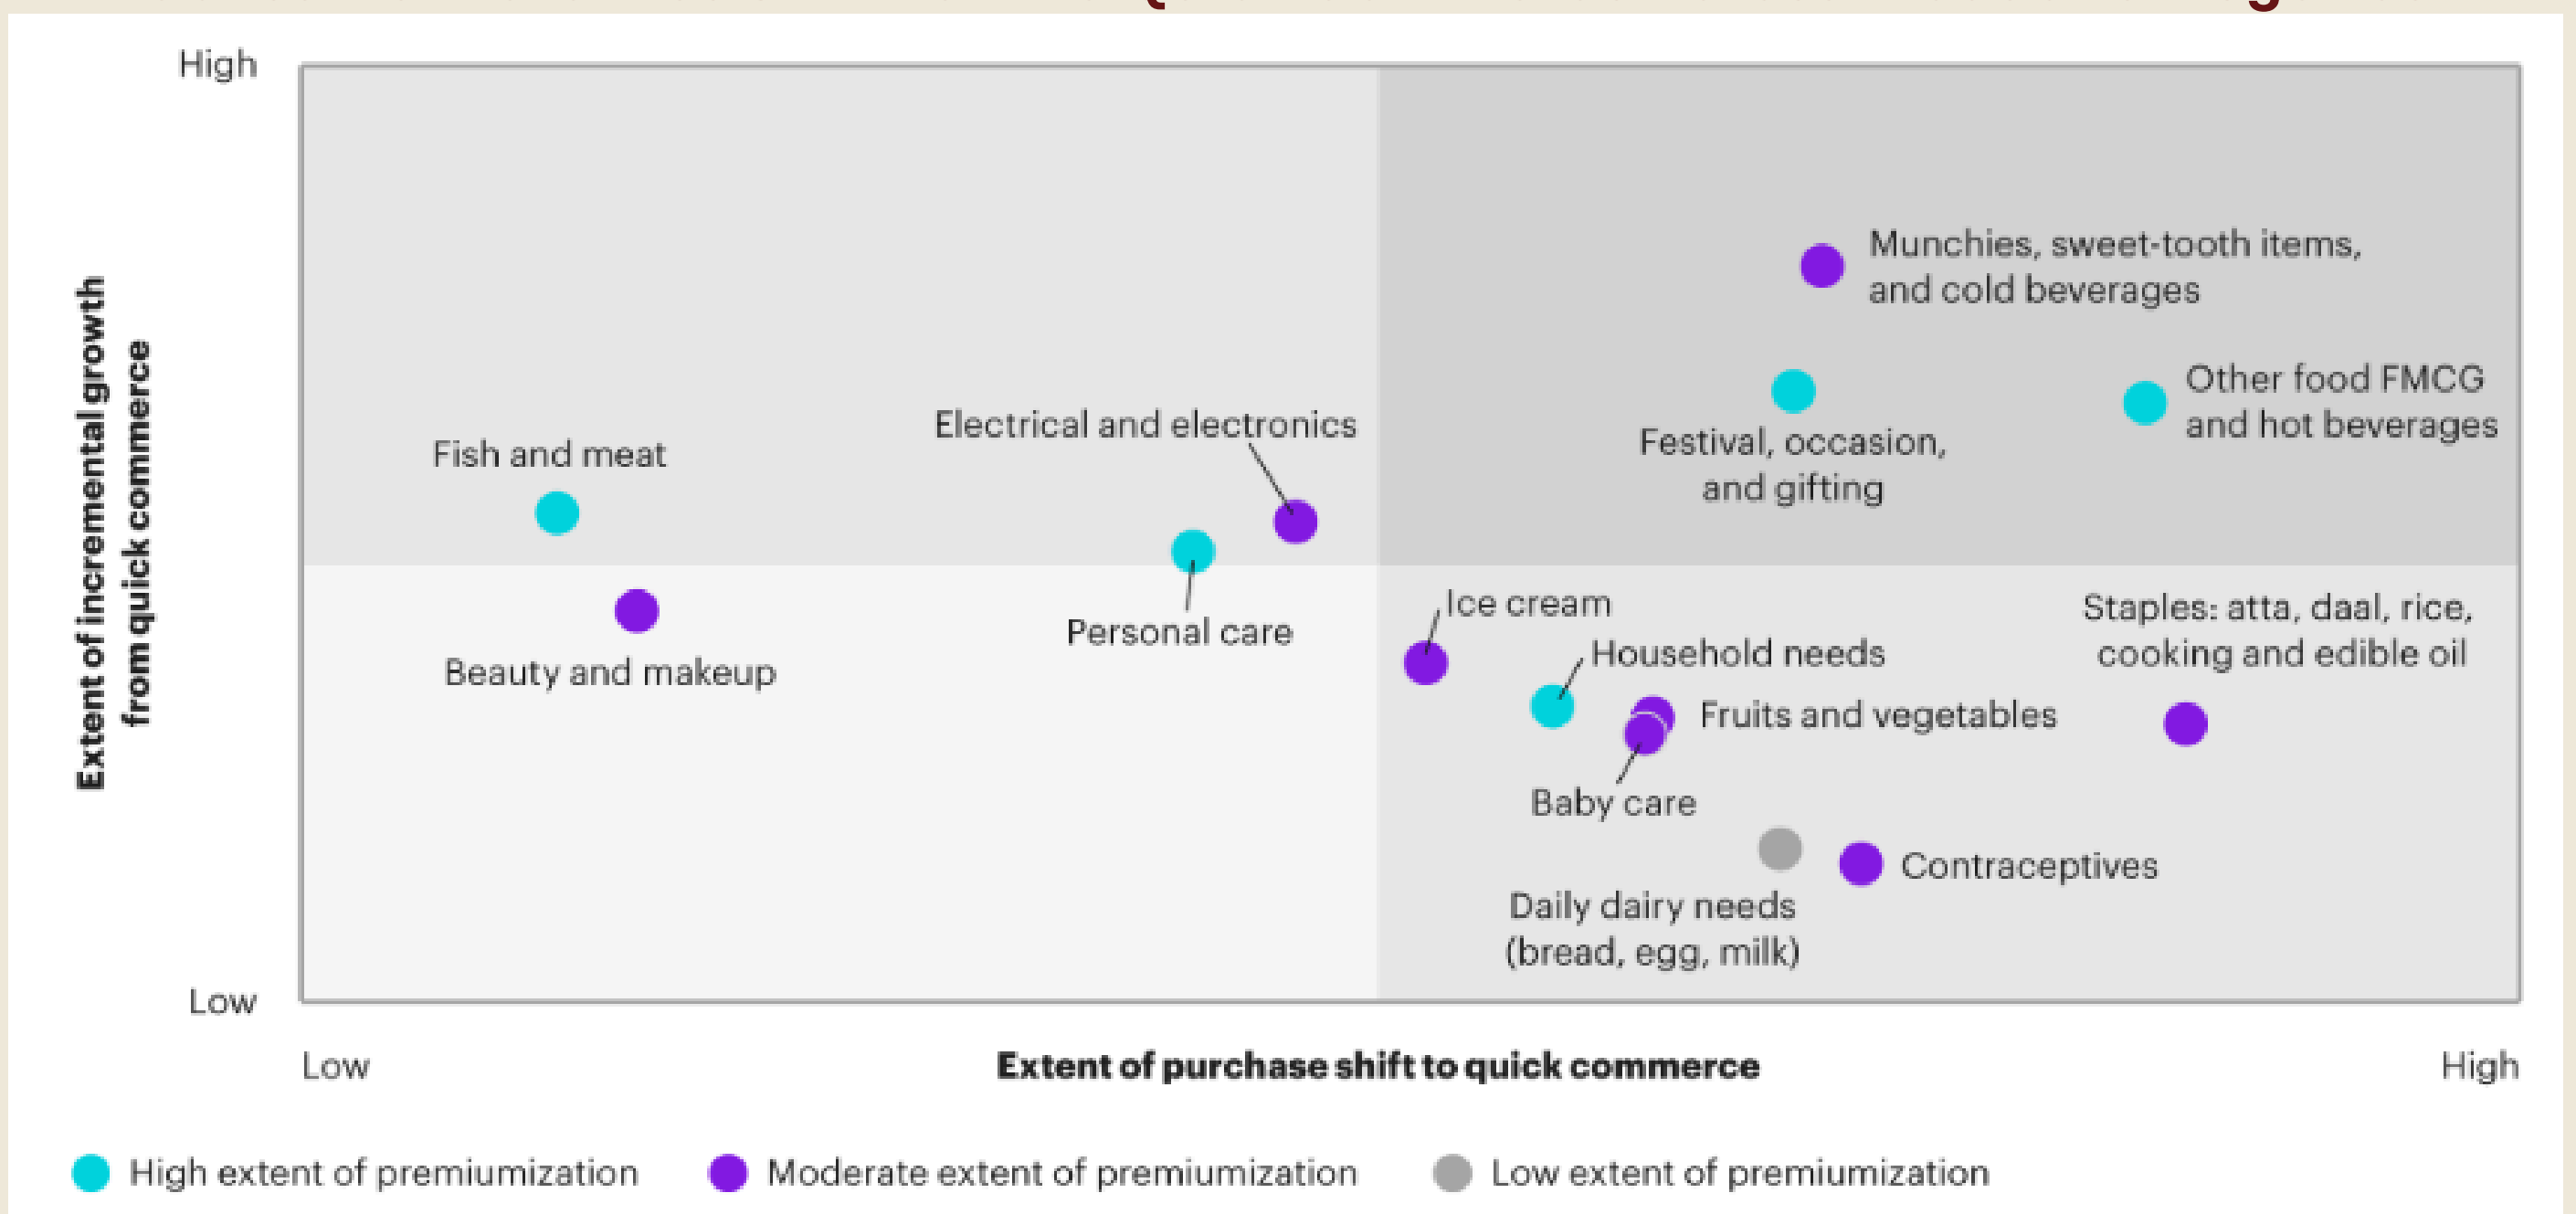 High
Munchies, sweet-tooth items,
and cold beverages
Other food FMCG
and hot beverages
Electrical and electronics
Festival, occasion,
and gifting
Fish and meat
Extent of incremental growth
from quick commerce
Personal care
Beauty and makeup
Ice cream
Household needs
Staples: atta, daal, rice,
cooking and edible oil
Fruits and vegetables
Baby care
Contraceptives
Daily dairy needs
(bread, egg, milk)
Low
Low
Extent of purchase shift to quick commerce
High
High extent of premiumization
Moderate extent of premiumization
Low extent of premiumization